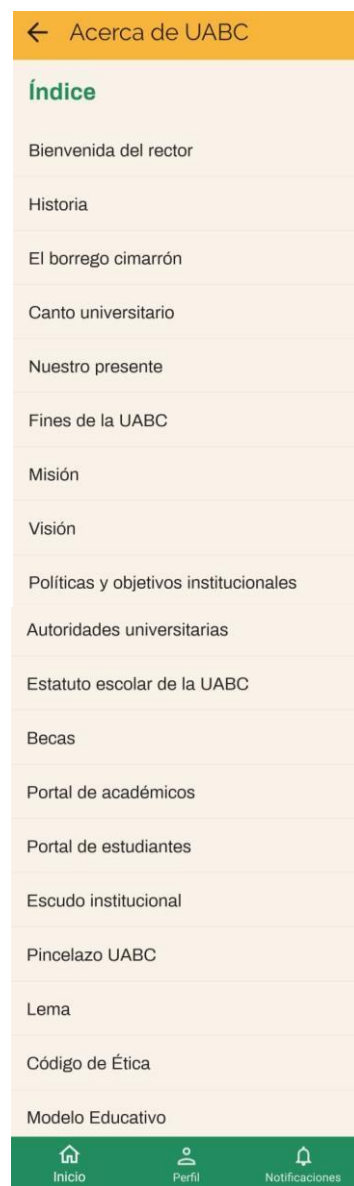 Acerca de UABC
Índice
Bienvenida del rector
Historia
El borrego cimarrón
Canto universitario
Nuestro presente
Fines de la UABC
Misión
Visión
Políticas y objetivos institucionales
Autoridades universitarias
Estatuto escolar de la UABC
Becas
Portal de académicos
Portal de estudiantes
Escudo institucional
Pincelazo UABC
Lema
Código de Ética
Modelo Educativo
Inicio
Perfil
Notificaciones